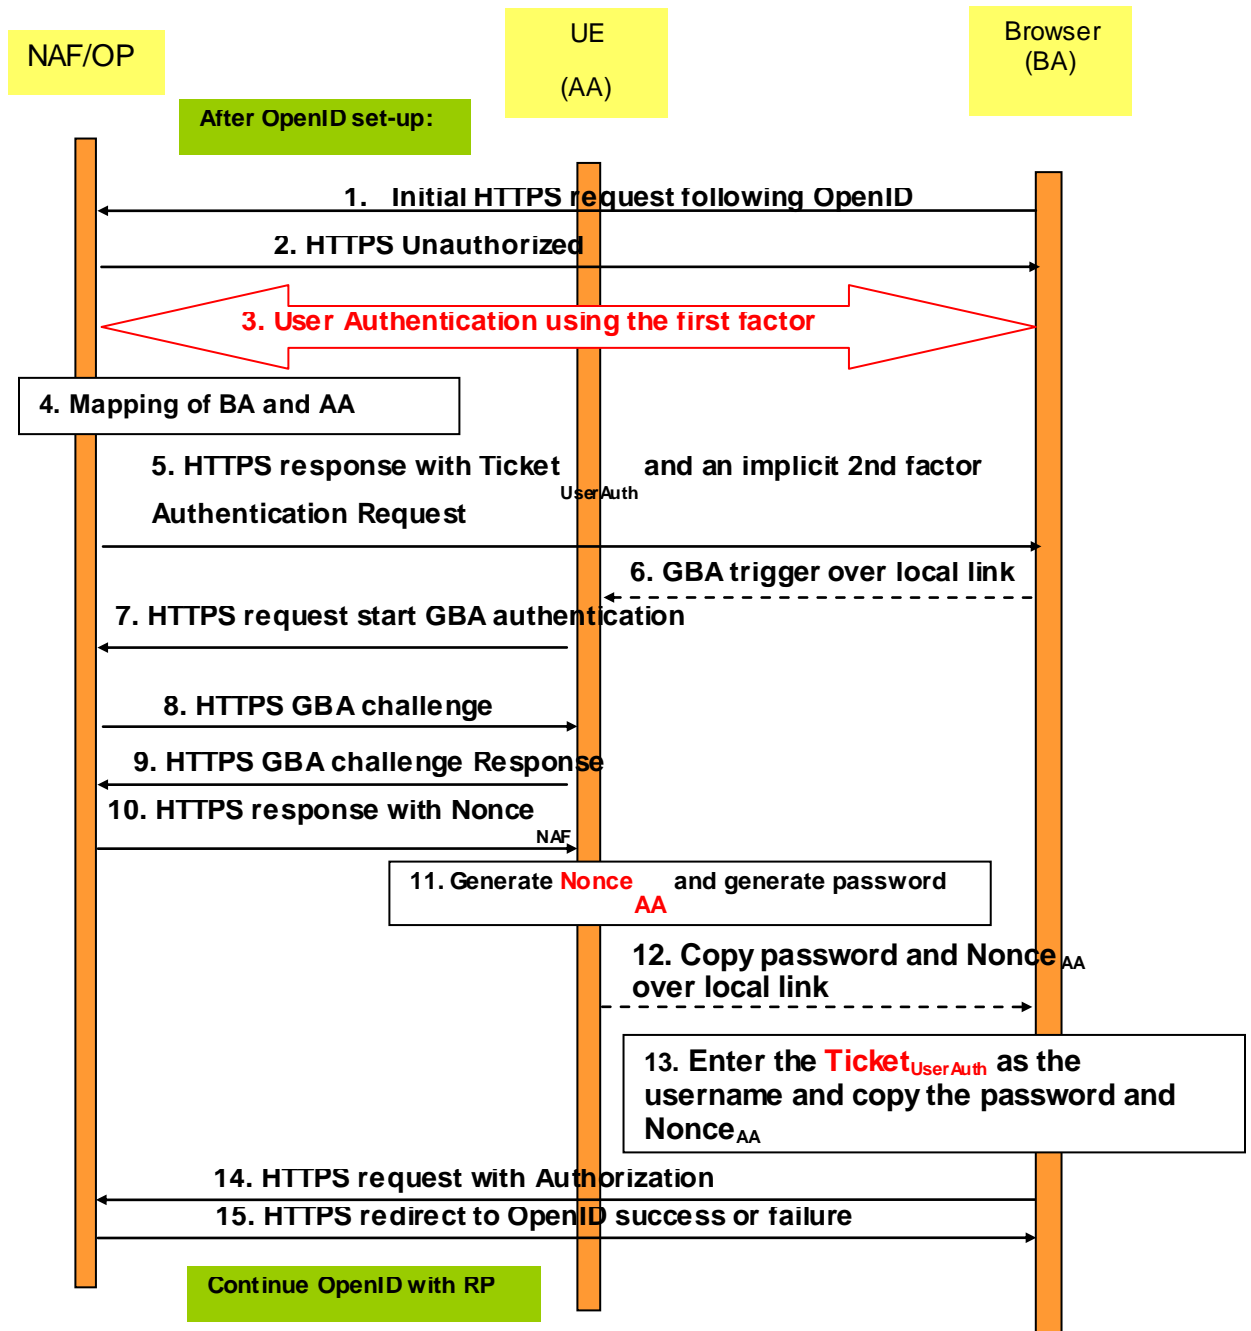 NAF/OP
UE
(AA)
Browser
(BA)
After OpenID set-up:
1. Initial HTTPS request following OpenID
2. HTTPS Unauthorized
3. User Authentication using the first factor
4. Mapping of BA and AA
5. HTTPS response with Ticket UserAuth and an implicit 2nd factor
Authentication Request
6. GBA trigger over local link
7. HTTPS request start GBA authentication
8. HTTPS GBA challenge
9. HTTPS GBA challenge Response
10. HTTPS response with Nonce NAF
11. Generate Nonce AA and generate password
12. Copy password and Nonce AA
over local link
13. Enter the Ticket UserAuth as the
username and copy the password and
Nonce AA
14. HTTPS request with Authorization
15. HTTPS redirect to OpenID success or failure
Continue OpenID with RP